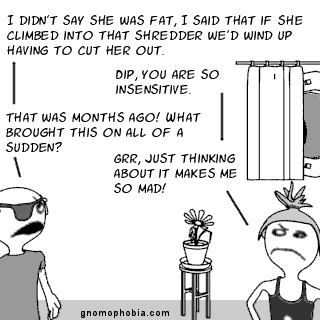 I DIDN'T SAY SHE WAS FAT, I SAID THAT IF SHE
CLIMBED INTO THAT SHREDDER WE'D WIND UP
HAVING TO CUT HER OUT.
DIP, YOU ARE SO
INSENSITIVE.
THAT WAS MONTHS AGO! WHAT
BROUGHT THIS ON ALL OF A
SUDDEN?
GRR, JUST THINKING
ABOUT IT MAKES ME
SO MAD!
gnomophobia.com